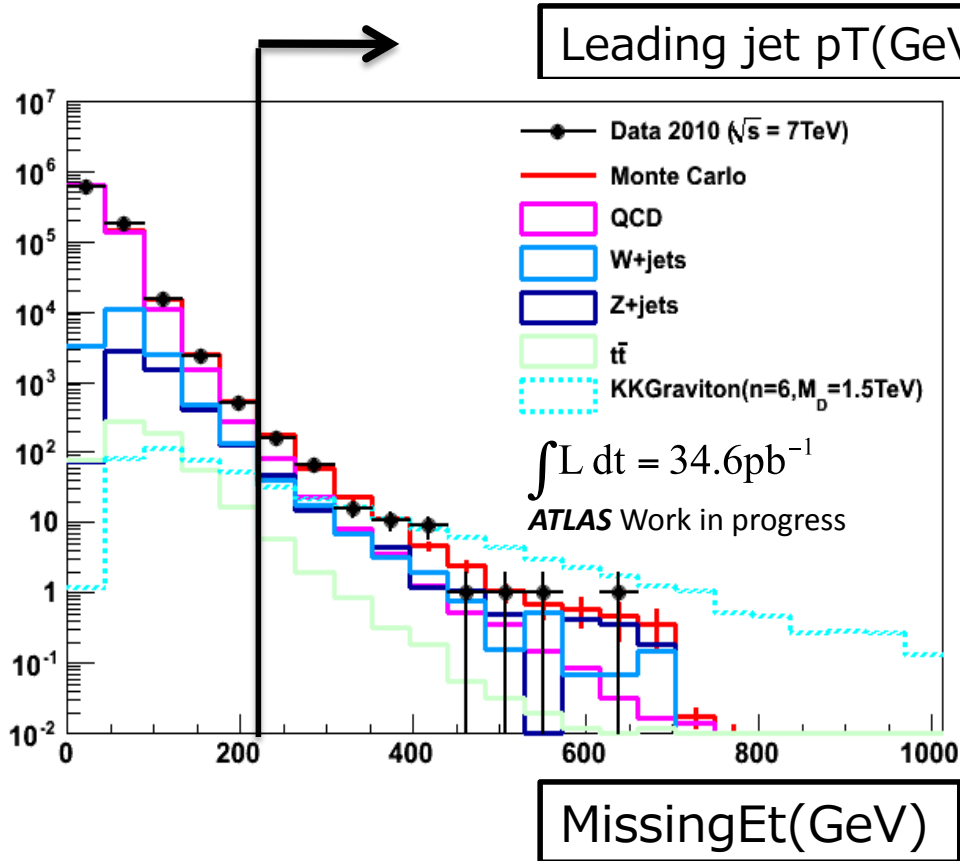 Leading jet pT(GeV
10⁷
10⁶
10⁵
10⁴
10³
10²
10
1
10⁻¹
10⁻²
Data 2010 (√s = 7TeV)
Monte Carlo
QCD
W+jets
Z+jets
tt̄
KKGraviton(n=6,M_D=1.5TeV)
∫L dt = 34.6pb⁻¹
ATLAS Work in progress
0 200 400 600 800 1000
MissingEt(GeV)